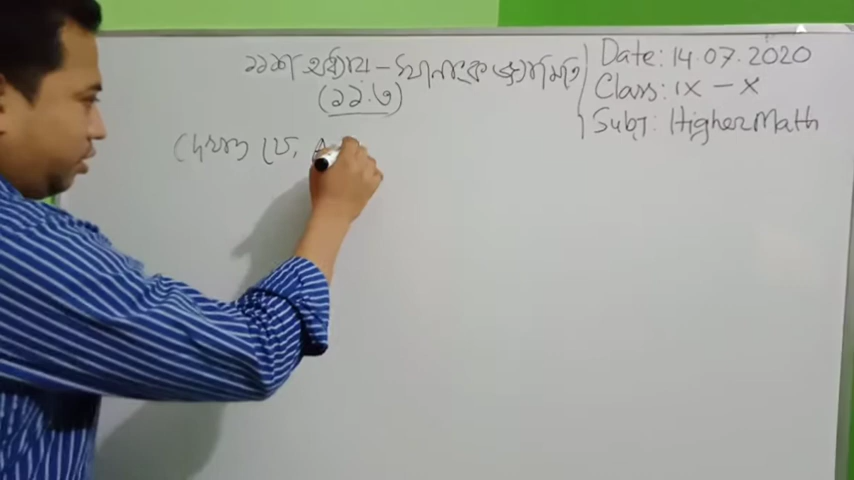 ১১শ অধ্যায় – স্থানাঙ্ক জ্যামিতি
(১১.৩)
দেখাও যে,
Date: 14.07.2020
Class: IX – X
Subj: Higher Math